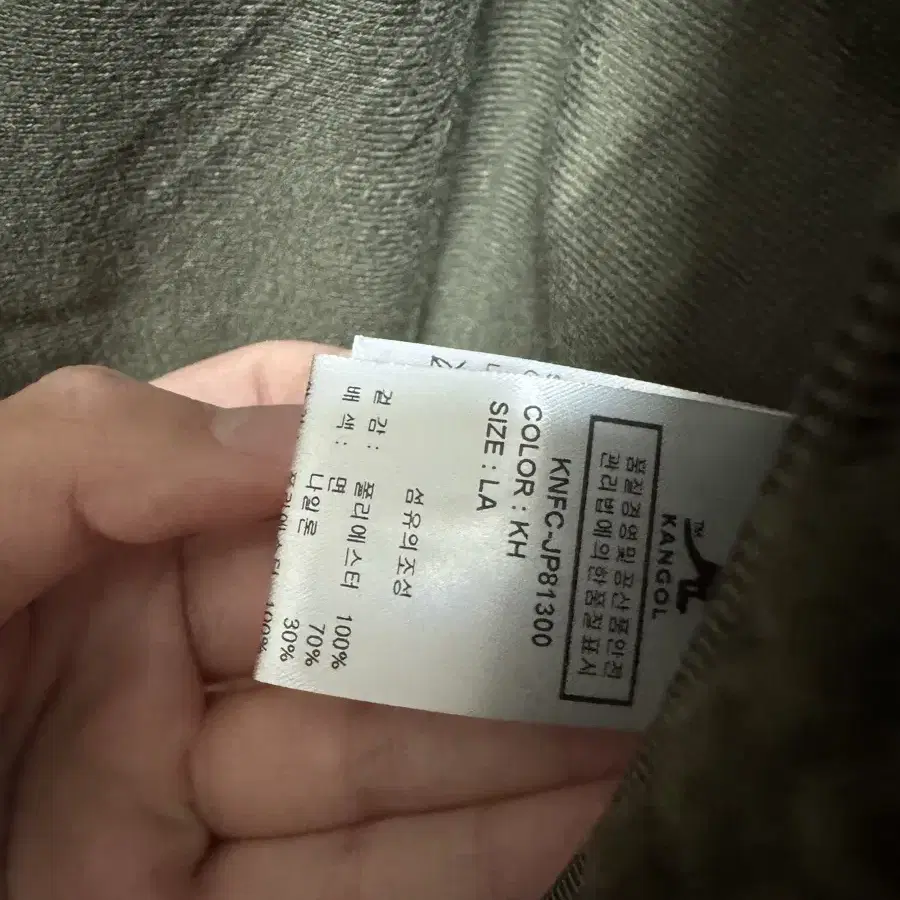 KANGOL
TM
품질경영및공산품안전
관리법에의한품질표시
KNFC-JP81300
COLOR : KH
SIZE : LA
섬유의조성
겉감 : 폴리에스터 100%
배색 : 면 70%
나일론 30%
100%